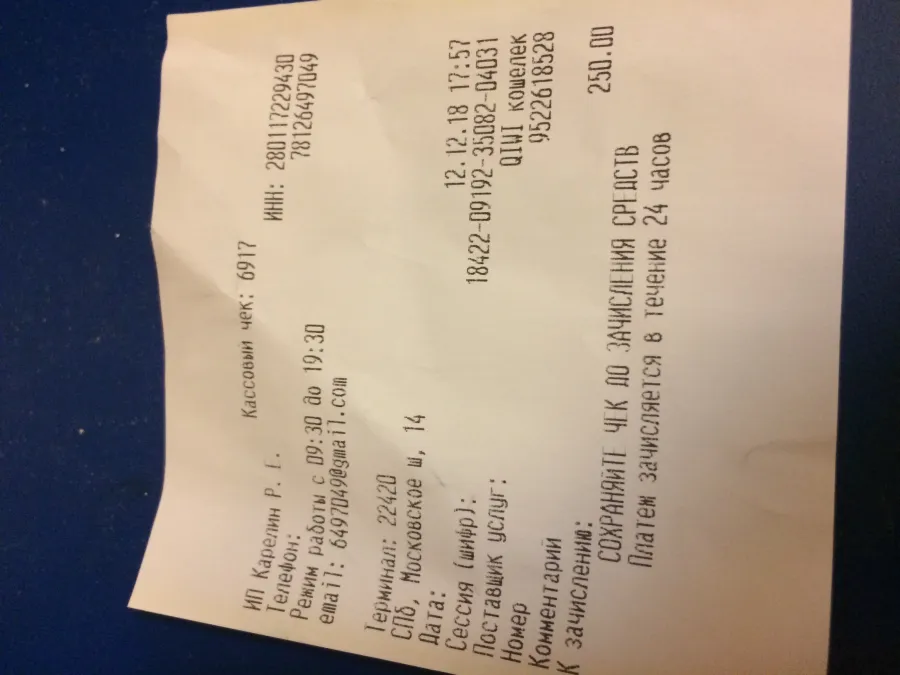 Кассовый чек: 6917
ИП Карелин Р. Е. ИНН: 280117229430
Телефон: 78126497049
Режим работы с 09:30 до 19:30
email: 6497049@gmail.com
Терминал: 22420
СПб, Московское ш, 14
Дата: 12.12.18 17:57
Сессия (шифр): 18422-09192-35082-04031
Поставщик услуг: QIWI кошелек
Номер 9522618528
Комментарий
К зачислению: 250.00
СОХРАНЯЙТЕ ЧЕК ДО ЗАЧИСЛЕНИЯ СРЕДСТВ
Платеж зачисляется в течение 24 часов